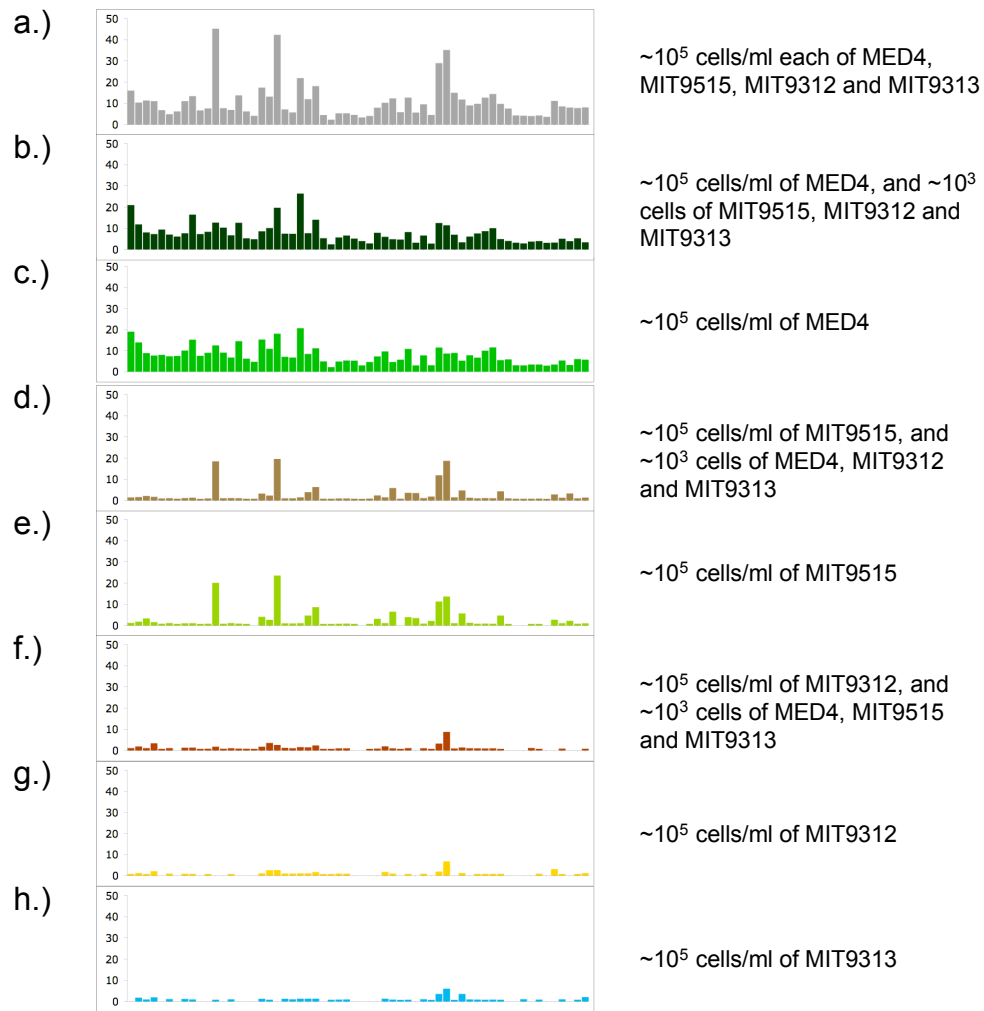 a.)
50
40
30
20
10
0
~10⁵ cells/ml each of MED4,
MIT9515, MIT9312 and MIT9313
b.)
50
40
30
20
10
0
~10⁵ cells/ml of MED4, and ~10³
cells of MIT9515, MIT9312 and
MIT9313
c.)
50
40
30
20
10
0
~10⁵ cells/ml of MED4
d.)
50
40
30
20
10
0
~10⁵ cells/ml of MIT9515, and
~10³ cells of MED4, MIT9312
and MIT9313
e.)
50
40
30
20
10
0
~10⁵ cells/ml of MIT9515
f.)
50
40
30
20
10
0
~10⁵ cells/ml of MIT9312, and
~10³ cells of MED4, MIT9515
and MIT9313
g.)
50
40
30
20
10
0
~10⁵ cells/ml of MIT9312
h.)
50
40
30
20
10
0
~10⁵ cells/ml of MIT9313